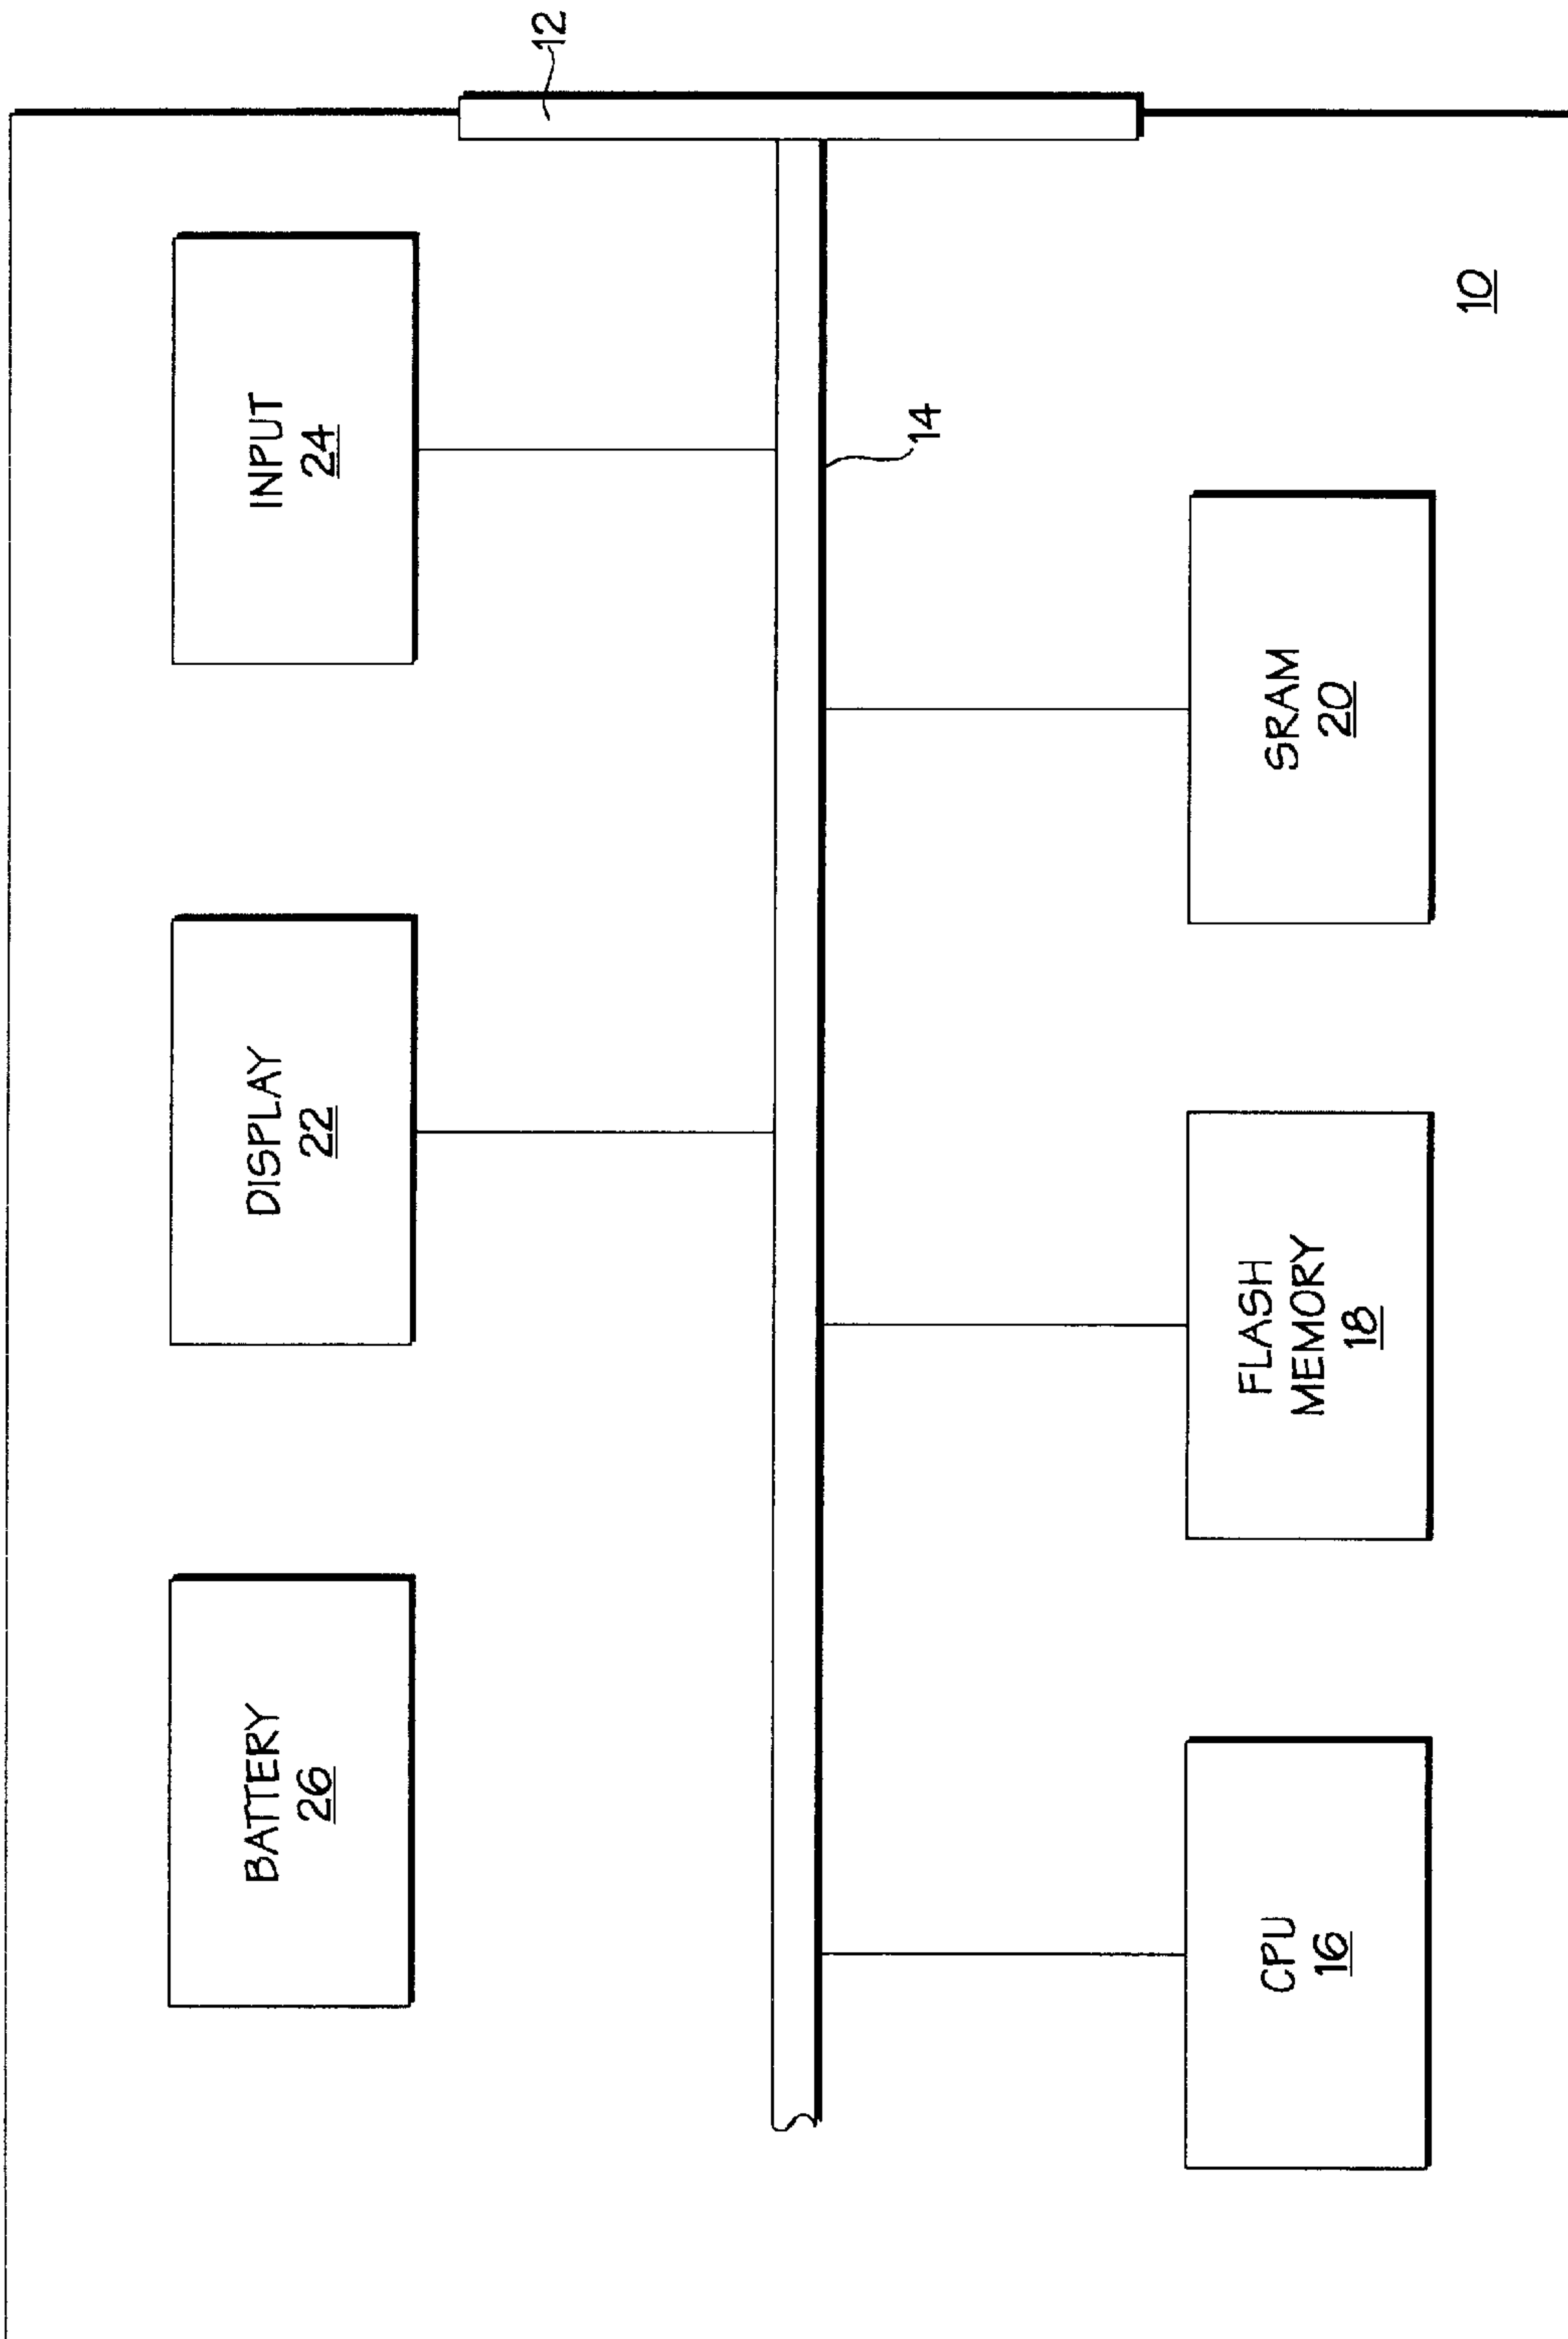 BATTERY
26
DISPLAY
22
INPUT
24
12
14
CPU
16
FLASH
MEMORY
18
SRAM
20
10